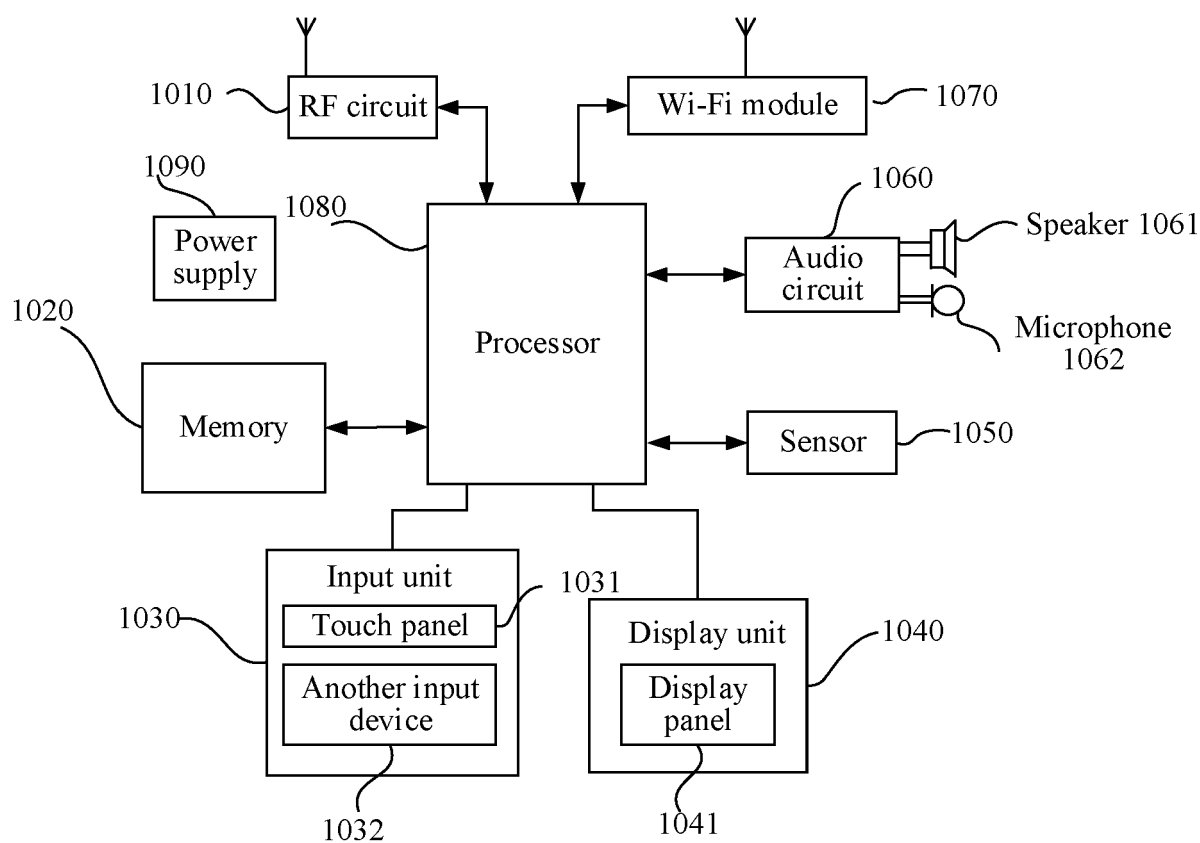 1010
RF circuit
Wi-Fi module
1070
1090
Power
supply
1080
1060
Audio
circuit
Speaker 1061
Microphone
1062
1020
Memory
Processor
Sensor
1050
Input unit
1031
1030
Touch panel
Another input
device
1032
Display unit
1040
Display
panel
1041